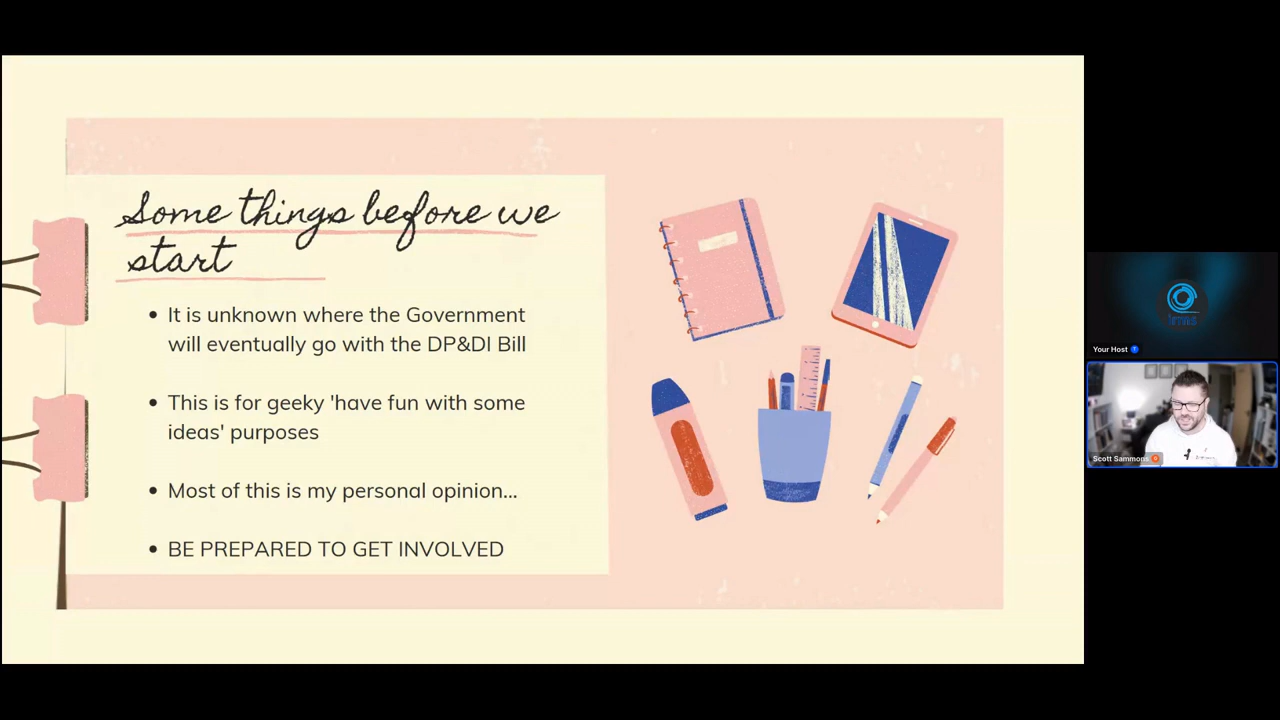 Some things before we
start
• It is unknown where the Government
will eventually go with the DP&DI Bill
• This is for geeky 'have fun with some
ideas' purposes
• Most of this is my personal opinion...
• BE PREPARED TO GET INVOLVED
Your Host
Scott Sammons